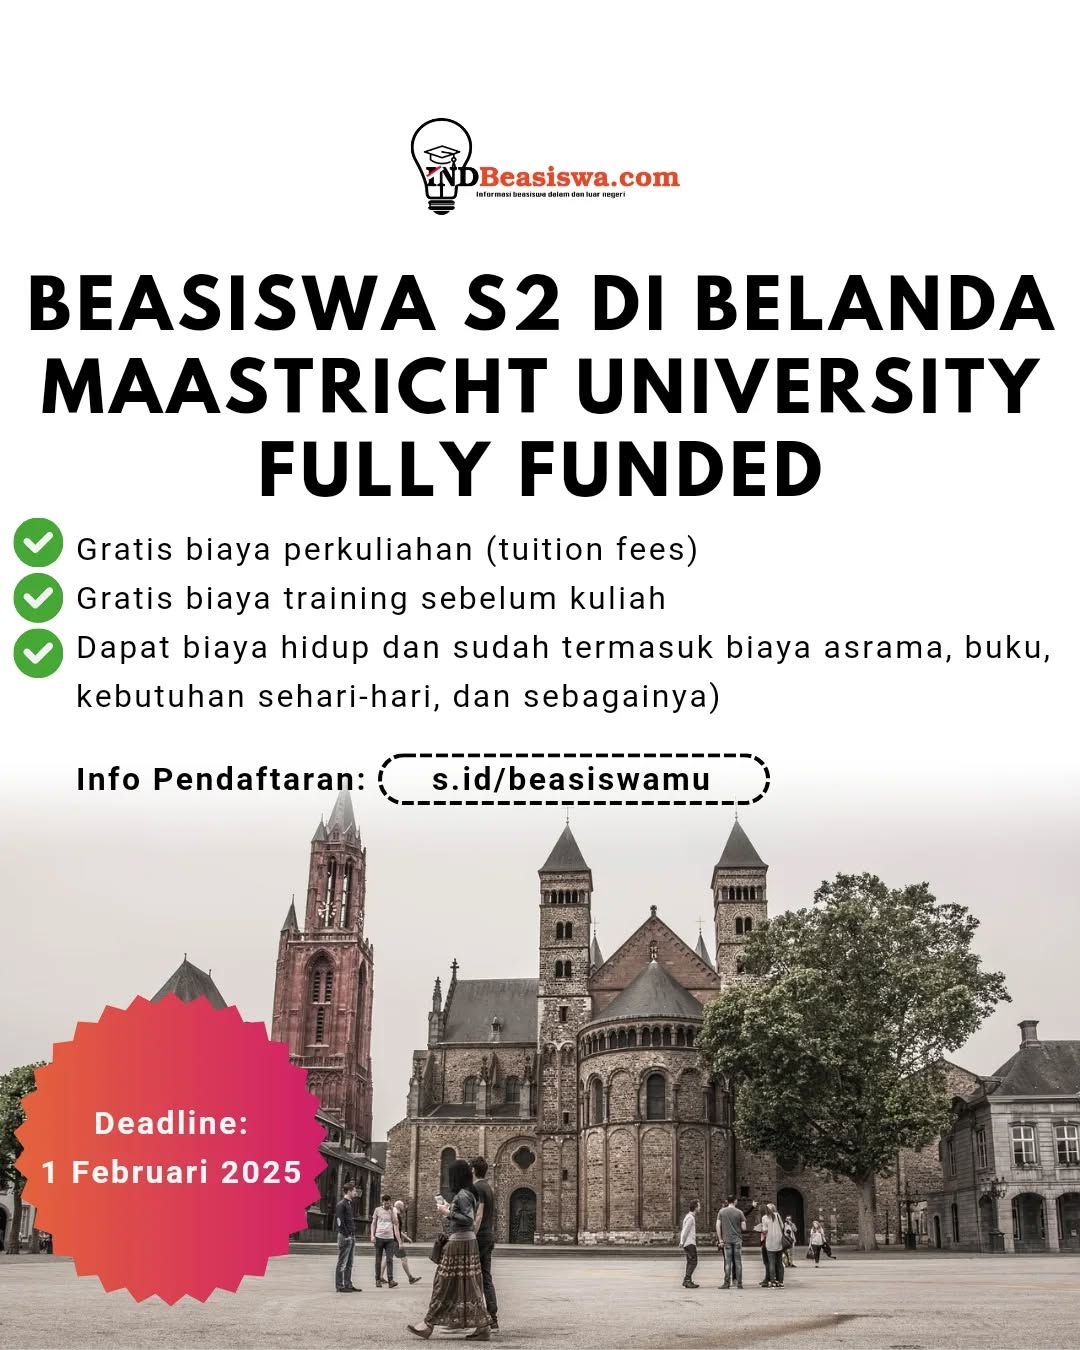 INDBeasiswa.com
Informasi beasiswa dalam dan luar negeri
BEASISWA S2 DI BELANDA
MAASTRICHT UNIVERSITY
FULLY FUNDED
Gratis biaya perkuliahan (tuition fees)
Gratis biaya training sebelum kuliah
Dapat biaya hidup dan sudah termasuk biaya asrama, buku,
kebutuhan sehari-hari, dan sebagainya)
Info Pendaftaran: s.id/beasiswamu
Deadline:
1 Februari 2025